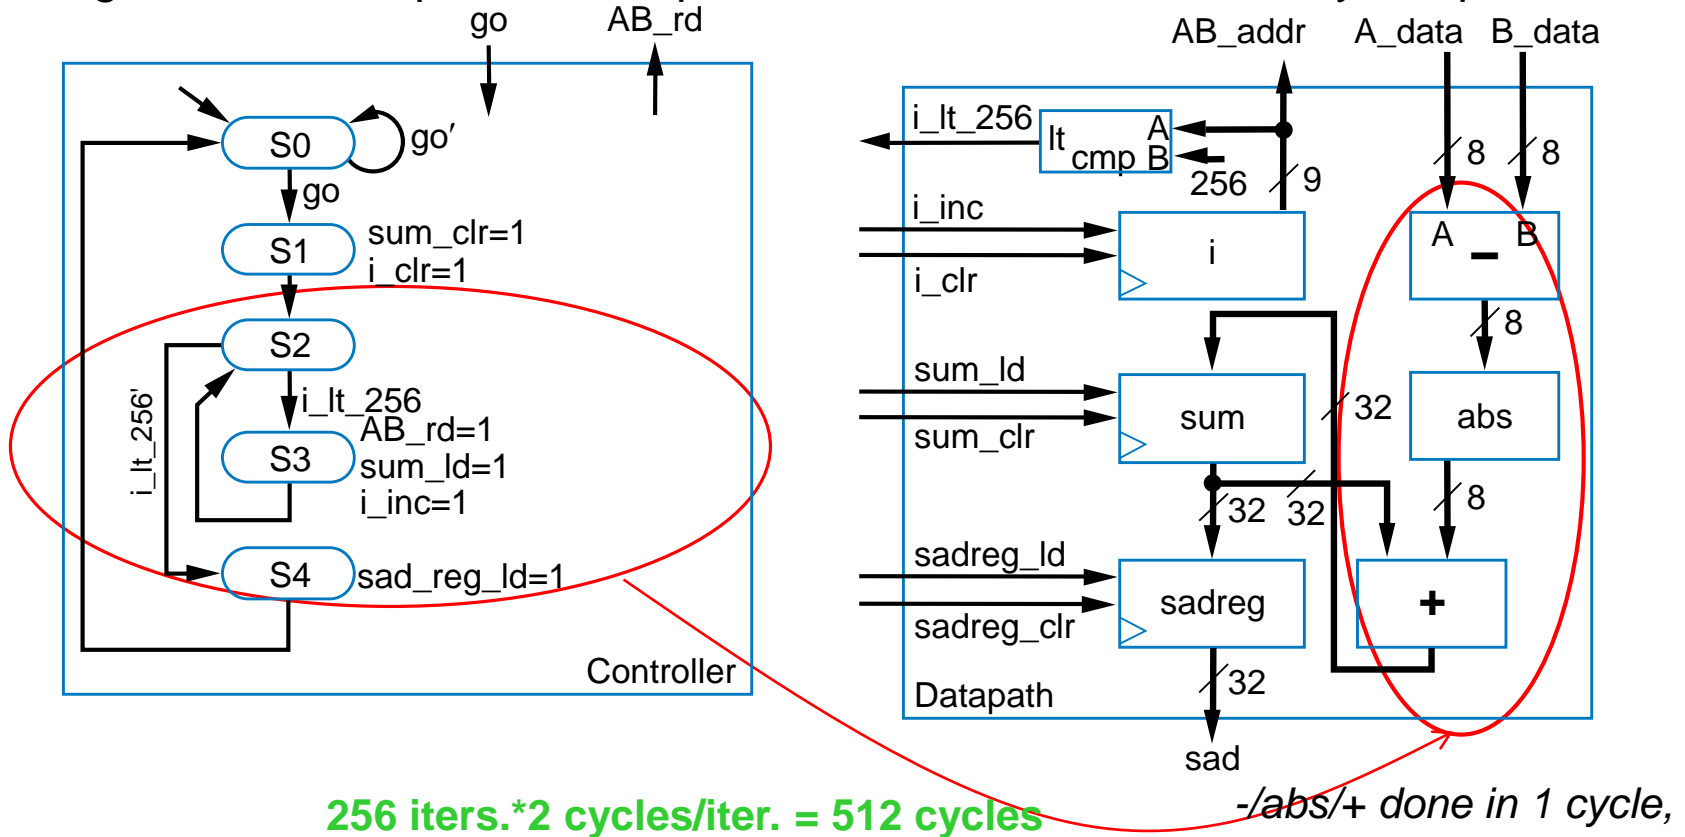 go
AB_rd
S0
go′
go
S1
sum_clr=1
i_clr=1
S2
i_lt_256
i_lt_256'
AB_rd=1
S3
sum_ld=1
i_inc=1
S4
sad_reg_ld=1
Controller
AB_addr
A_data
B_data
i_lt_256
lt
A
cmp
B
256
9
8
8
i_inc
i
i_clr
A
B
-
8
sum_ld
sum
sum_clr
32
abs
32
32
8
sadreg_ld
sadreg
sadreg_clr
+
32
Datapath
sad
256 iters.*2 cycles/iter. = 512 cycles
-/abs/+ done in 1 cycle,